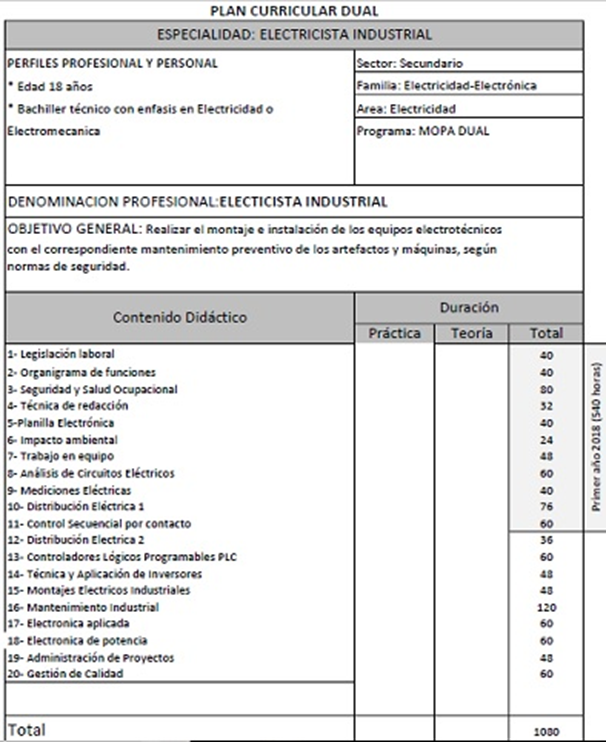 PLAN CURRICULAR DUAL
ESPECIALIDAD: ELECTRICISTA INDUSTRIAL
PERFILES PROFESIONAL Y PERSONAL
* Edad 18 años
* Bachiller técnico con enfasis en Electricidad o
Electromecanica
Sector: Secundario
Familia: Electricidad-Electrónica
Area: Electricidad
Programa: MOPA DUAL
DENOMINACION PROFESIONAL:ELECTICISTA INDUSTRIAL
OBJETIVO GENERAL: Realizar el montaje e instalación de los equipos electrotécnicos
con el correspondiente mantenimiento preventivo de los artefactos y máquinas, según
normas de seguridad.
Contenido Didáctico Duración
Práctica Teoría Total
1- Legislación laboral 40
2- Organigrama de funciones 40
3- Seguridad y Salud Ocupacional 80
4- Técnica de redacción 32
5-Planilla Electrónica 40
6- Impacto ambiental 24
7- Trabajo en equipo 48
8- Análisis de Circuitos Eléctricos 60
9- Mediciones Eléctricas 40
10- Distribución Eléctrica 1 76
11- Control Secuencial por contacto 60
12- Distribución Electrica 2 36
13- Controladores Lógicos Programables PLC 60
14- Técnica y Aplicación de Inversores 48
15- Montajes Electricos Industriales 48
16- Mantenimiento Industrial 120
17- Electronica aplicada 60
18- Electronica de potencia 60
19- Administración de Proyectos 48
20- Gestión de Calidad 60
Primer año 2018 (540 horas)
Total 1080